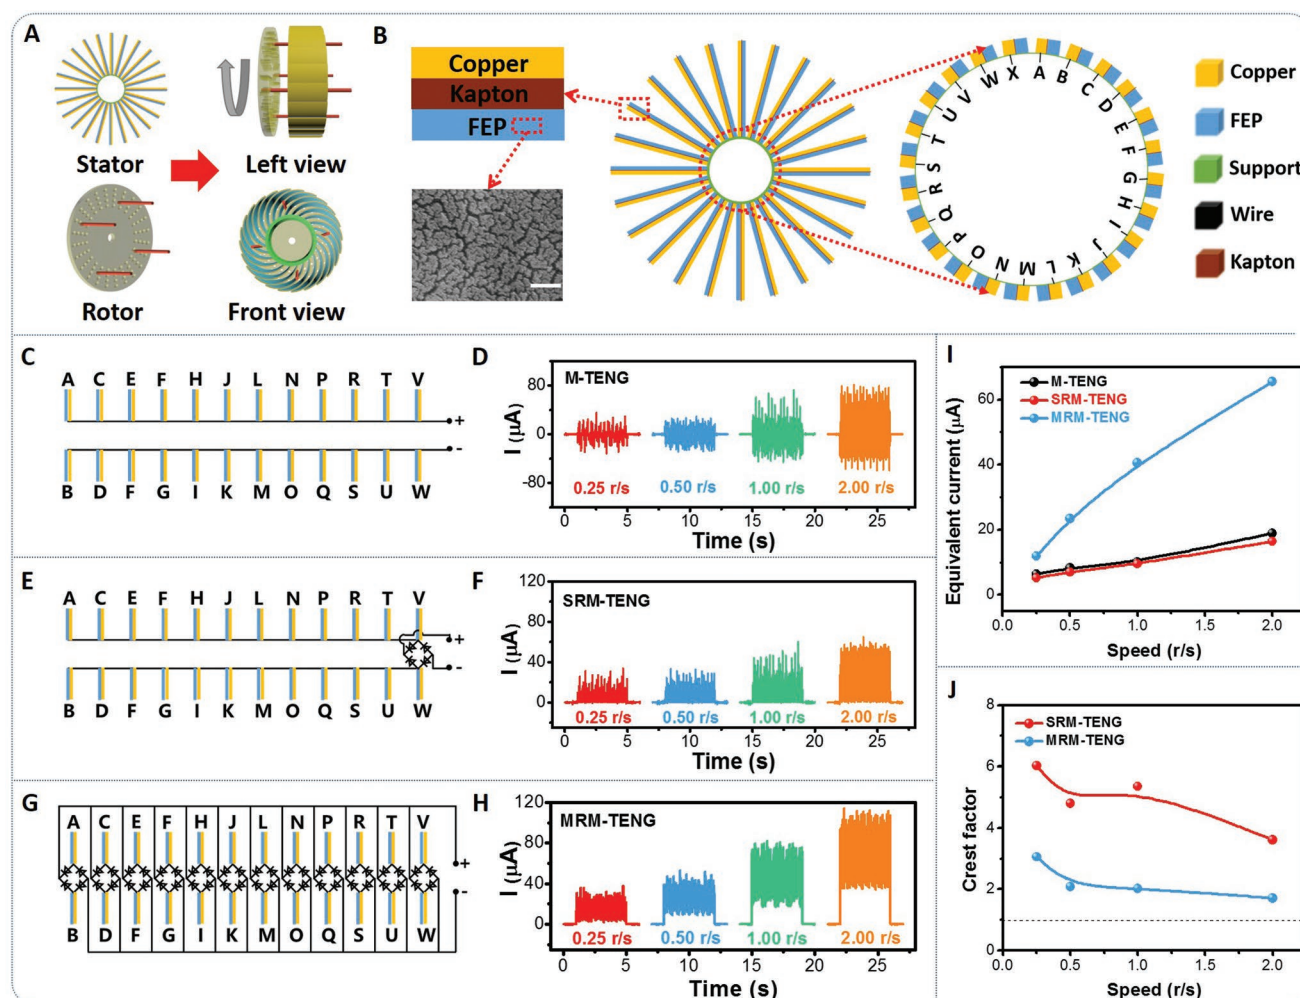 A
Stator
Left view
Rotor
Front view
B
Copper
Kapton
FEP
A
B
C
D
E
F
G
H
I
J
K
L
M
N
O
P
Q
R
S
T
U
V
W
X
Copper
FEP
Support
Wire
Kapton
C
A C E F H J L N P R T V
+
-
B D F G I K M O Q S U W
D
M-TENG
I (μA)
80
0
-80
0.25 r/s 0.50 r/s 1.00 r/s 2.00 r/s
0 5 10 15 20 25
Time (s)
E
A C E F H J L N P R T V
+
-
B D F G I K M O Q S U W
F
SRM-TENG
I (μA)
120
80
40
0
0.25 r/s 0.50 r/s 1.00 r/s 2.00 r/s
0 5 10 15 20 25
Time (s)
G
A C E F H J L N P R T V
+
-
B D F G I K M O Q S U W
H
MRM-TENG
I (μA)
120
80
40
0
0.25 r/s 0.50 r/s 1.00 r/s 2.00 r/s
0 5 10 15 20 25
Time (s)
I
M-TENG
SRM-TENG
MRM-TENG
Equivalent current (μA)
60
40
20
0
0.0 0.5 1.0 1.5 2.0
Speed (r/s)
J
SRM-TENG
MRM-TENG
Crest factor
8
6
4
2
0
0.0 0.5 1.0 1.5 2.0
Speed (r/s)